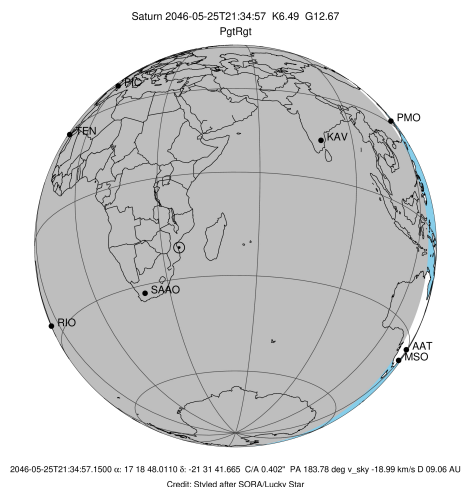 Saturn 2046-05-25T21:34:57 K6.49 G12.67
PgtRgt
PIC
PMO
TEN
KAV
SAAO
RIO
AAT
MSO
2046-05-25T21:34:57.1500 α: 17 18 48.0110 δ: -21 31 41.665 C/A 0.402" PA 183.78 deg v_sky -18.99 km/s D 09.06 AU
Credit: Styled after SORA/Lucky Star